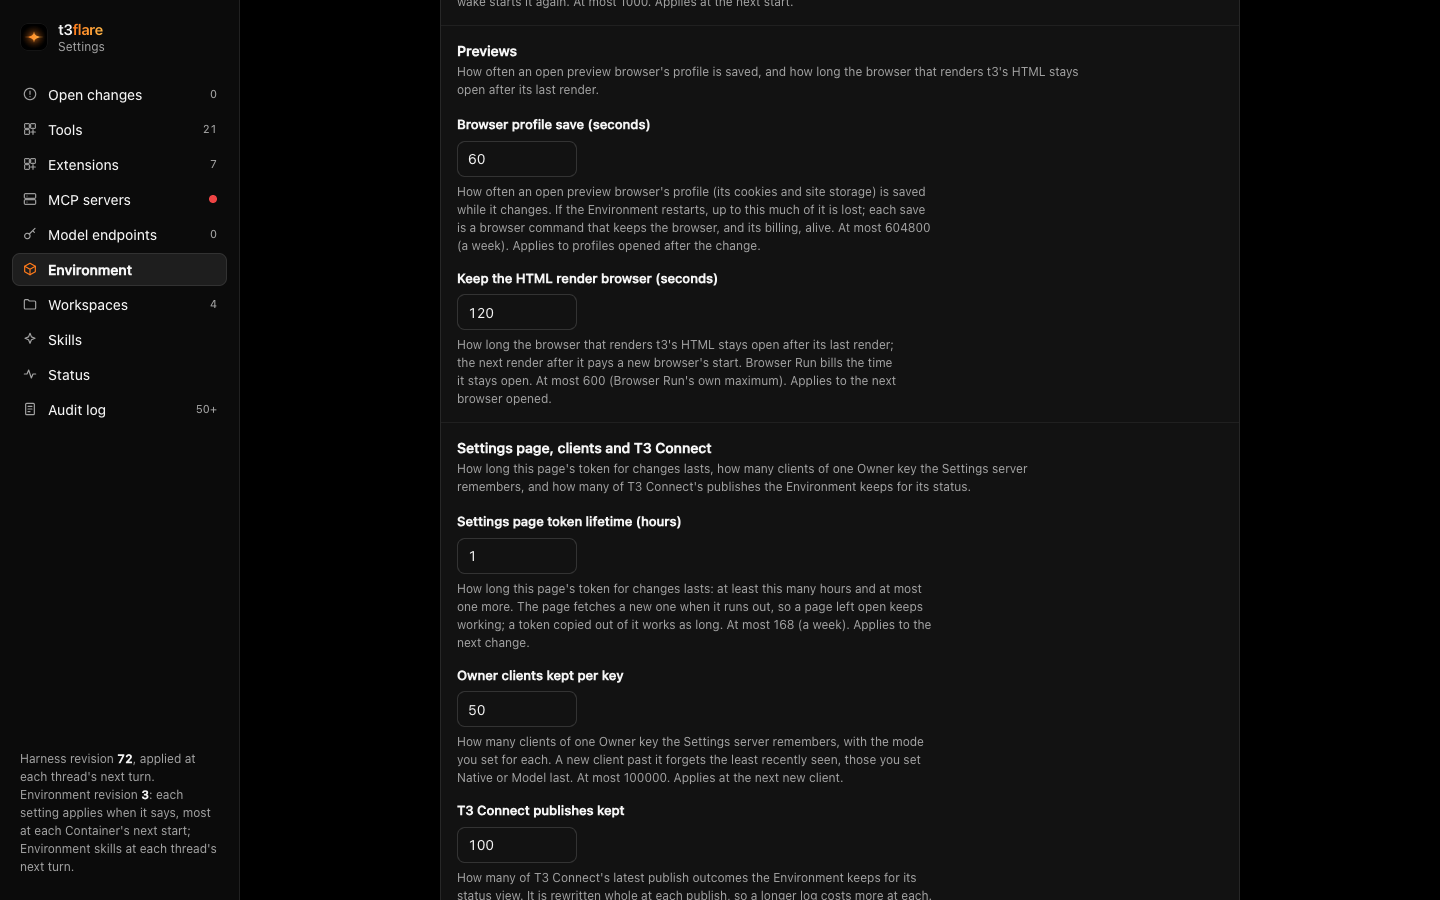 t3flare
Settings
Open changes 0
Tools 21
Extensions 7
MCP servers
Model endpoints 0
Environment
Workspaces 4
Skills
Status
Audit log 50+
Harness revision 72, applied at
each thread's next turn.
Environment revision 3: each
setting applies when it says, most
at each Container's next start;
Environment skills at each thread's
next turn.
wake starts it again. At most 1000. Applies at the next start.
Previews
How often an open preview browser's profile is saved, and how long the browser that renders t3's HTML stays
open after its last render.
Browser profile save (seconds)
60
How often an open preview browser's profile (its cookies and site storage) is saved
while it changes. If the Environment restarts, up to this much of it is lost; each save
is a browser command that keeps the browser, and its billing, alive. At most 604800
(a week). Applies to profiles opened after the change.
Keep the HTML render browser (seconds)
120
How long the browser that renders t3's HTML stays open after its last render;
the next render after it pays a new browser's start. Browser Run bills the time
it stays open. At most 600 (Browser Run's own maximum). Applies to the next
browser opened.
Settings page, clients and T3 Connect
How long this page's token for changes lasts, how many clients of one Owner key the Settings server
remembers, and how many of T3 Connect's publishes the Environment keeps for its status.
Settings page token lifetime (hours)
1
How long this page's token for changes lasts: at least this many hours and at most
one more. The page fetches a new one when it runs out, so a page left open keeps
working; a token copied out of it works as long. At most 168 (a week). Applies to the
next change.
Owner clients kept per key
50
How many clients of one Owner key the Settings server remembers, with the mode
you set for each. A new client past it forgets the least recently seen, those you set
Native or Model last. At most 100000. Applies at the next new client.
T3 Connect publishes kept
100
How many of T3 Connect's latest publish outcomes the Environment keeps for its
status view. It is rewritten whole at each publish, so a longer log costs more at each.